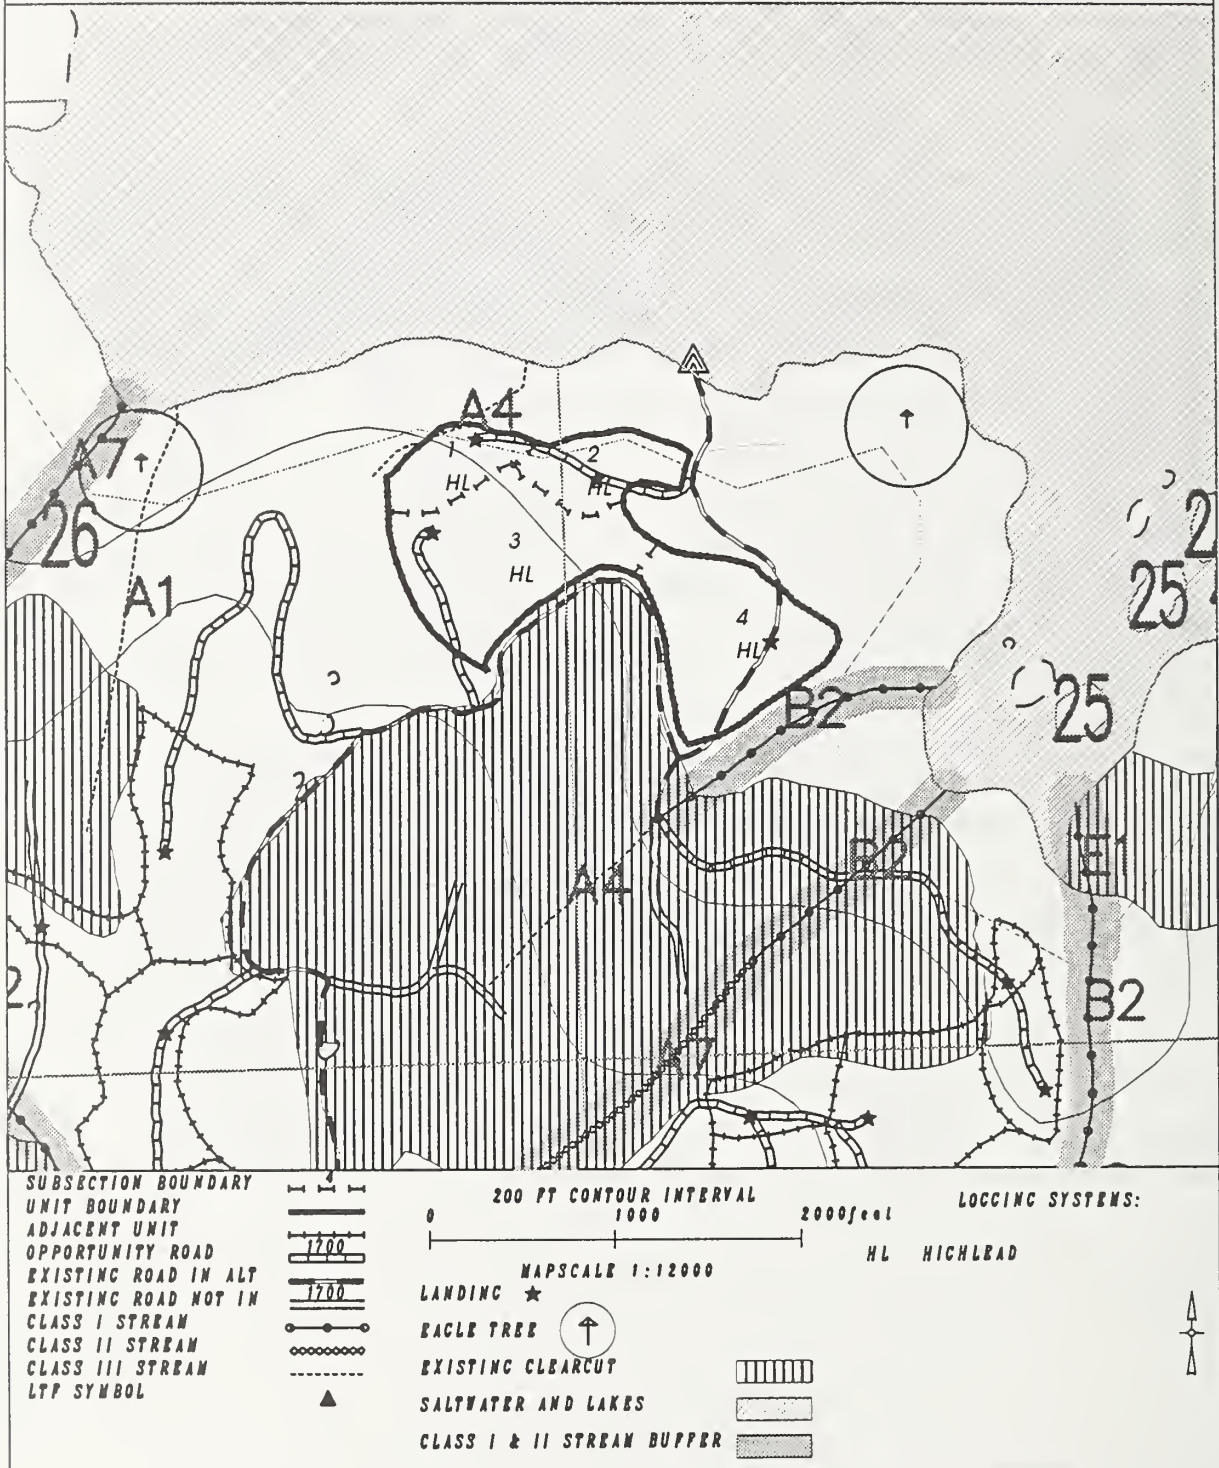 A4
1
HL
2
HL
A7
26
3
HL
25
25
A1
4
HL
B2
A4
B2
E1
2
B2
A7
SUBSECTION BOUNDARY
UNIT BOUNDARY
ADJACENT UNIT
OPPORTUNITY ROAD 1700
EXISTING ROAD IN ALT
EXISTING ROAD NOT IN 1700
CLASS I STREAM
CLASS II STREAM
CLASS III STREAM
LTF SYMBOL
200 FT CONTOUR INTERVAL
0 1000 2000feet
MAPSCALE 1:12000
LANDING
EAGLE TREE
EXISTING CLEARCUT
SALTWATER AND LAKES
CLASS I & II STREAM BUFFER
LOGGING SYSTEMS:
HL HIGHLEAD